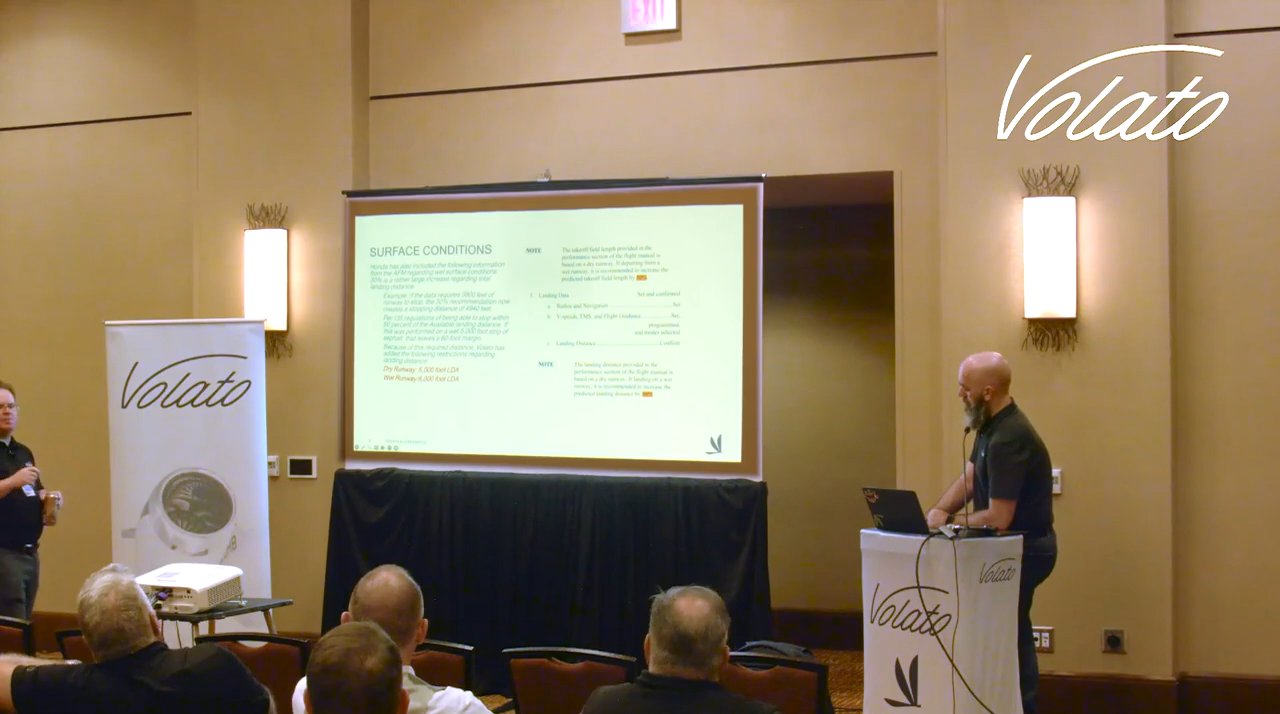 EXIT
Volato
SURFACE CONDITIONS
Honda has also included the following information
from the AFM regarding wet surface conditions.
30% is a rather large increase regarding your
landing distance
Example: if the data requires 3800 feet of
runway to stop, the 30% recommendation now
creates a stopping distance of 4940 feet.
Per 135 regulations of being able to stop within
60 percent of the Available landing distance. If
this was performed on a wet 5,000 foot strip of
asphalt, that leaves a 60-foot margin.
Because of this required distance, Volato has
added the following restrictions regarding
landing distance:
Dry Runway: 5,000 foot LDA
Wet Runway: 6,000 foot LDA
NOTE
The takeoff field length provided in the
performance section of the flight manual is
based on a dry runway. If departing from a
wet runway, it is recommended to increase the
predicted takeoff field length by
Landing Data
Set and confirmed
a. Radios and Navigation
Set
b. V-speeds, FMS, and Flight Guidance
Set,
programmed,
and modes selected
c. Landing Distance
Confirm
NOTE
The landing distance provided in the
performance section of the flight manual is
based on a dry runway. If landing on a wet
runway, it is recommended to increase the
predicted landing distance by
Volato
Volato
Volato